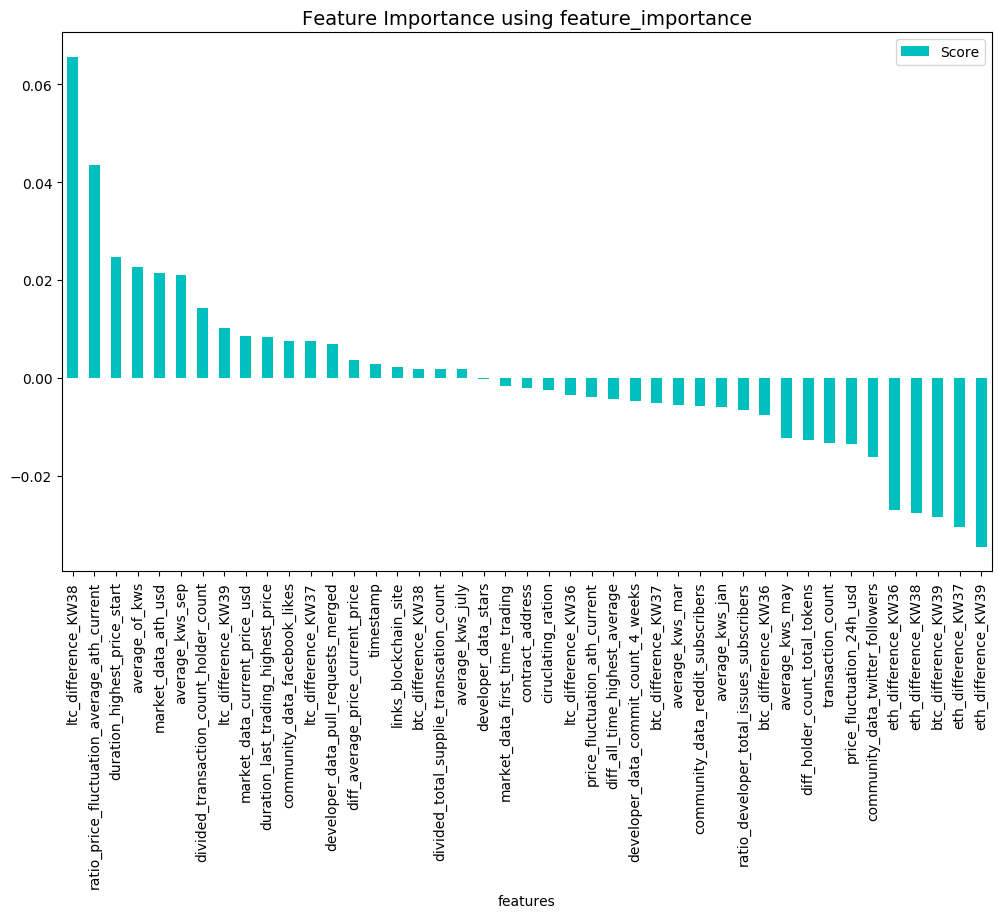 Feature Importance using feature_importance
Score
0.06
0.04
0.02
0.00
−0.02
ltc_difference_KW38
ratio_price_fluctuation_average_ath_current
duration_highest_price_start
average_of_kws
market_data_ath_usd
average_kws_sep
divided_transaction_count_holder_count
ltc_difference_KW39
market_data_current_price_usd
duration_last_trading_highest_price
community_data_facebook_likes
ltc_difference_KW37
developer_data_pull_requests_merged
diff_average_price_current_price
timestamp
links_blockchain_site
btc_difference_KW38
divided_total_supplie_transcation_count
average_kws_july
developer_data_stars
market_data_first_time_trading
contract_address
ciruclating_ration
ltc_difference_KW36
price_fluctuation_ath_current
diff_all_time_highest_average
developer_data_commit_count_4_weeks
btc_difference_KW37
average_kws_mar
community_data_reddit_subscribers
average_kws_jan
ratio_developer_total_issues_subscribers
btc_difference_KW36
average_kws_may
diff_holder_count_total_tokens
transaction_count
price_fluctuation_24h_usd
community_data_twitter_followers
eth_difference_KW36
eth_difference_KW38
btc_difference_KW39
eth_difference_KW37
eth_difference_KW39
features